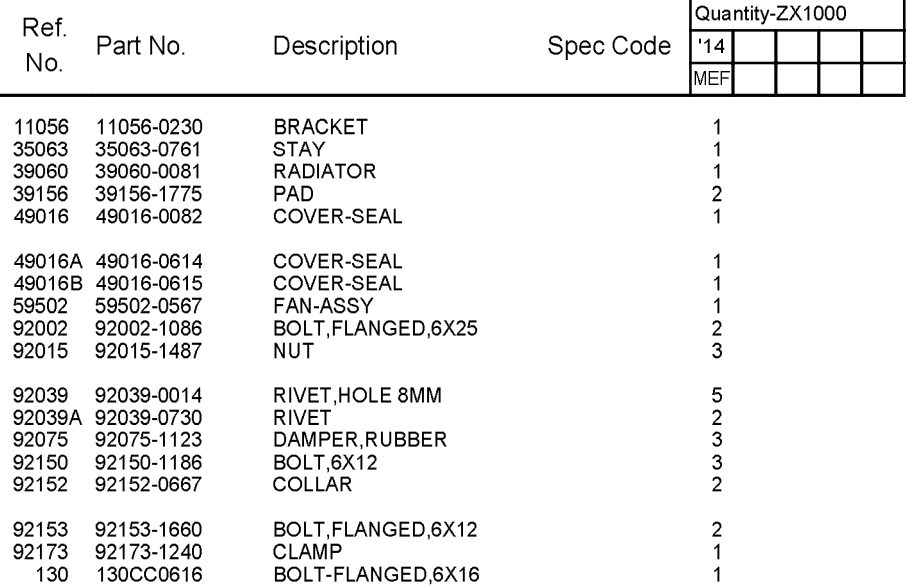 Quantity-ZX1000
Ref. No. Part No. Description Spec Code '14
MEF
11056 11056-0230 BRACKET 1
35063 35063-0761 STAY 1
39060 39060-0081 RADIATOR 1
39156 39156-1775 PAD 2
49016 49016-0082 COVER-SEAL 1
49016A 49016-0614 COVER-SEAL 1
49016B 49016-0615 COVER-SEAL 1
59502 59502-0567 FAN-ASSY 1
92002 92002-1086 BOLT,FLANGED,6X25 2
92015 92015-1487 NUT 3
92039 92039-0014 RIVET,HOLE 8MM 5
92039A 92039-0730 RIVET 2
92075 92075-1123 DAMPER,RUBBER 3
92150 92150-1186 BOLT,6X12 3
92152 92152-0667 COLLAR 2
92153 92153-1660 BOLT,FLANGED,6X12 2
92173 92173-1240 CLAMP 1
130 130CC0616 BOLT-FLANGED,6X16 1